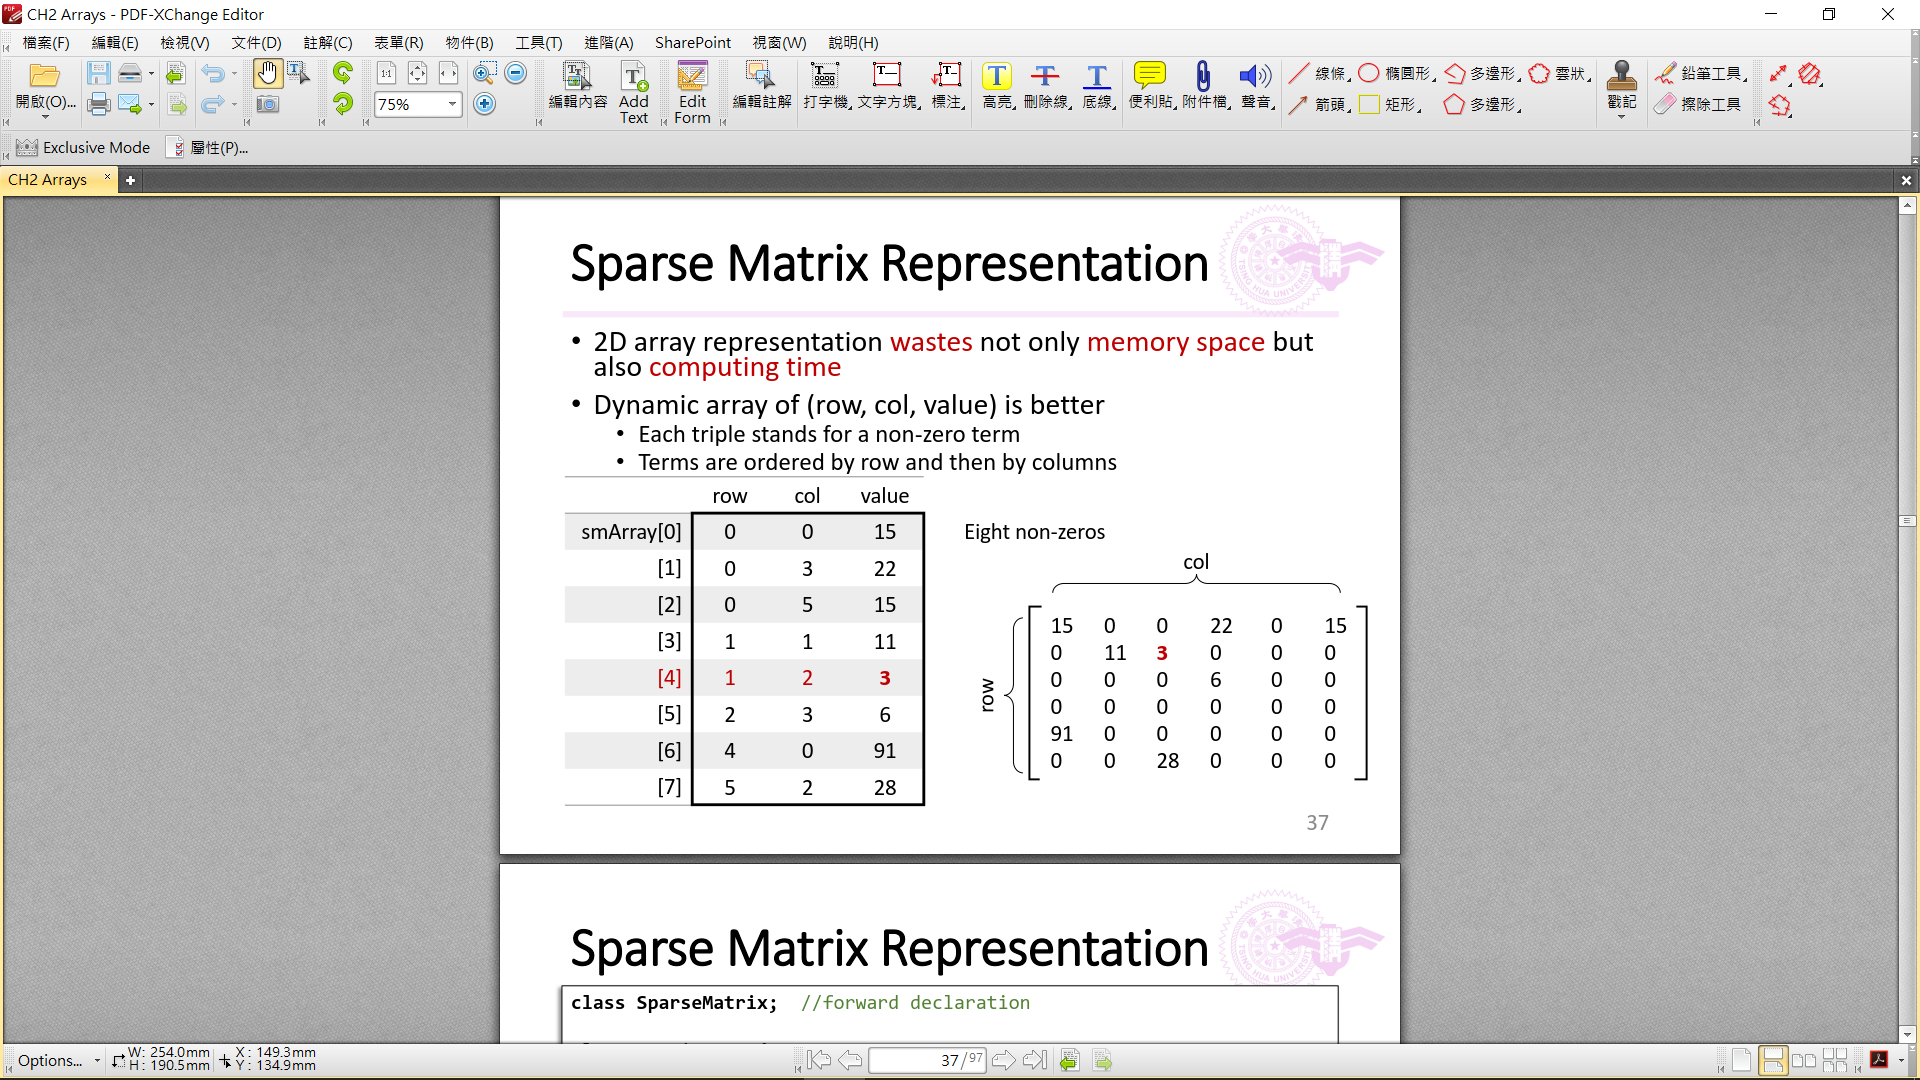 CH2 Arrays - PDF-XChange Editor
檔案(F) 編輯(E) 檢視(V) 文件(D) 註解(C) 表單(R) 物件(B) 工具(T) 進階(A) SharePoint 視窗(W) 說明(H)
開啟(O)... 75% 編輯內容 Add Text Edit Form 編輯註解 打字機 文字方塊 標注 高亮 刪除線 底線 便利貼 附件檔 聲音 線條 橢圓形 多邊形 雲狀 戳記 鉛筆工具
箭頭 矩形 多邊形 擦除工具
Exclusive Mode 屬性(P)...
CH2 Arrays
Sparse Matrix Representation
• 2D array representation wastes not only memory space but
also computing time
• Dynamic array of (row, col, value) is better
• Each triple stands for a non-zero term
• Terms are ordered by row and then by columns
row col value
smArray[0] 0 0 15
[1] 0 3 22
[2] 0 5 15
[3] 1 1 11
[4] 1 2 3
[5] 2 3 6
[6] 4 0 91
[7] 5 2 28
Eight non-zeros
col
row
15 0 0 22 0 15
0 11 3 0 0 0
0 0 0 6 0 0
0 0 0 0 0 0
91 0 0 0 0 0
0 0 28 0 0 0
37
Sparse Matrix Representation
class SparseMatrix; //forward declaration
Options... W: 254.0mm X: 149.3mm
H: 190.5mm Y: 134.9mm
37 / 97